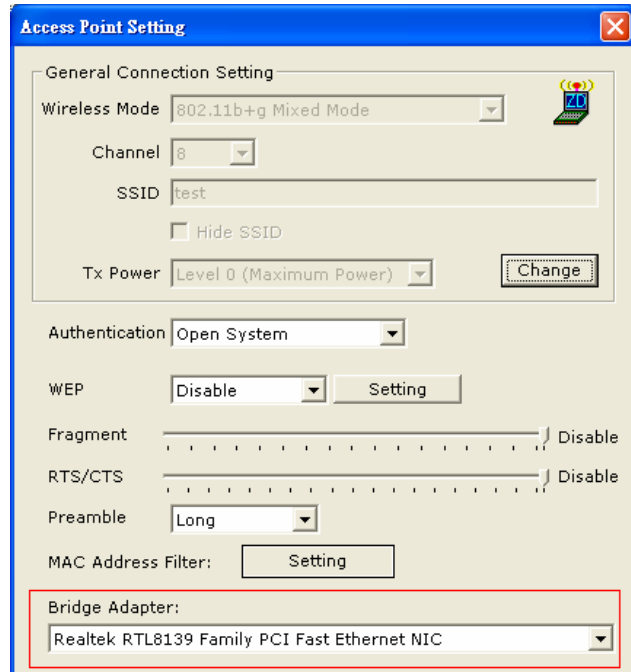 Access Point Setting
General Connection Setting
ZD
Wireless Mode 802.11b+g Mixed Mode
Channel 8
SSID test
Hide SSID
Tx Power Level 0 (Maximum Power) Change
Authentication Open System
WEP Disable Setting
Fragment Disable
RTS/CTS Disable
Preamble Long
MAC Address Filter: Setting
Bridge Adapter:
Realtek RTL8139 Family PCI Fast Ethernet NIC